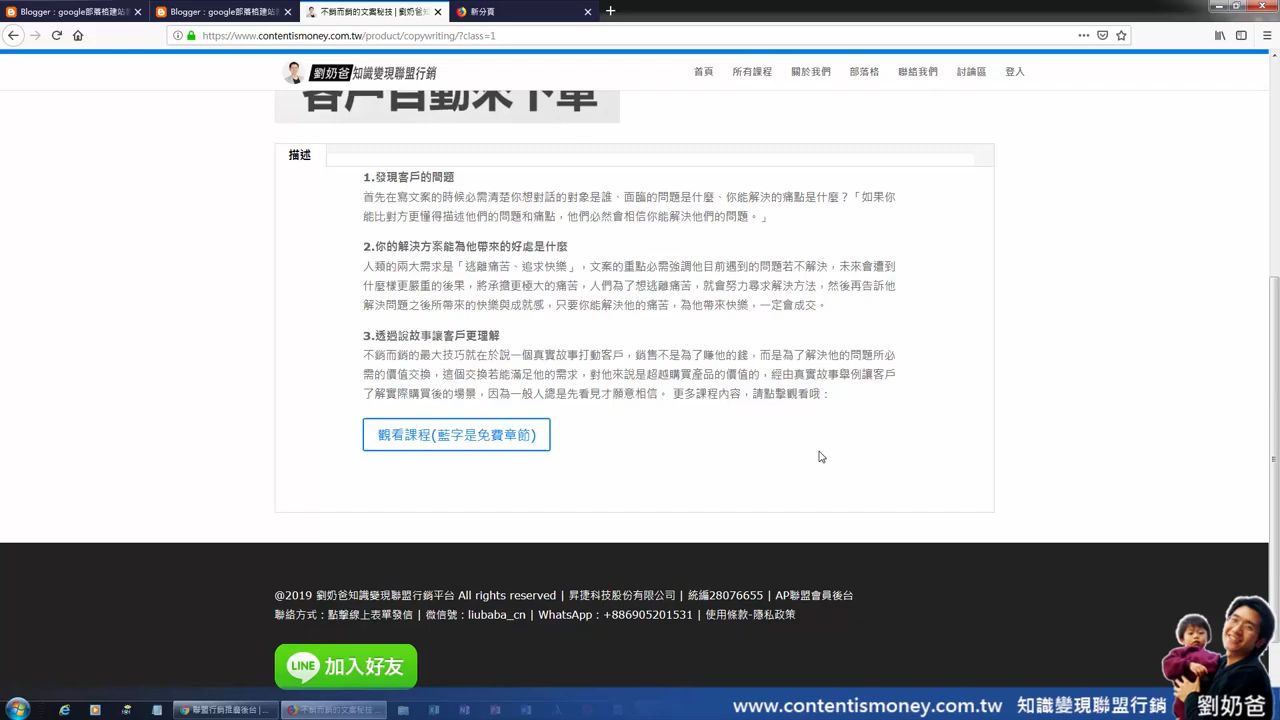 Blogger：google部落格建站教
Blogger：google部落格建站教
不銷而銷的文案秘技 | 劉奶爸知
新分頁
https://www.contentismoney.com.tw/product/copywriting/?class=1
劉奶爸知識變現聯盟行銷
首頁 所有課程 關於我們 部落格 聯絡我們 討論區 登入
客戶自動來下單
描述
1.發現客戶的問題
首先在寫文案的時候必需清楚你想對話的對象是誰、面臨的問題是什麼、你能解決的痛點是什麼？「如果你
能比對方更懂得描述他們的問題和痛點，他們必然會相信你能解決他們的問題。」
2.你的解決方案能為他帶來的好處是什麼
人類的兩大需求是「逃離痛苦、追求快樂」，文案的重點必需強調他目前遇到的問題若不解決，未來會遭到
什麼樣更嚴重的後果，將承擔更極大的痛苦，人們為了想逃離痛苦，就會努力尋求解決方法，然後再告訴他
解決問題之後所帶來的快樂與成就感，只要你能解決他的痛苦，為他帶來快樂，一定會成交。
3.透過說故事讓客戶更理解
不銷而銷的最大技巧就在於說一個真實故事打動客戶，銷售不是為了賺他的錢，而是為了解決他的問題所必
需的價值交換，這個交換若能滿足他的需求，對他來說是超越購買產品的價值的，經由真實故事舉例讓客戶
了解實際購買後的場景，因為一般人總是先看見才願意相信。 更多課程內容，請點擊觀看哦：
觀看課程(藍字是免費章節)
@2019 劉奶爸知識變現聯盟行銷平台 All rights reserved | 昇捷科技股份有限公司 | 統編28076655 | AP聯盟會員後台
聯絡方式：點擊線上表單發信 | 微信號：liubaba_cn | WhatsApp：+886905201531 | 使用條款-隱私政策
LINE 加入好友
聯盟行銷推廣後台 |...
不銷而銷的文案秘技...
www.contentismoney.com.tw 知識變現聯盟行銷 劉奶爸